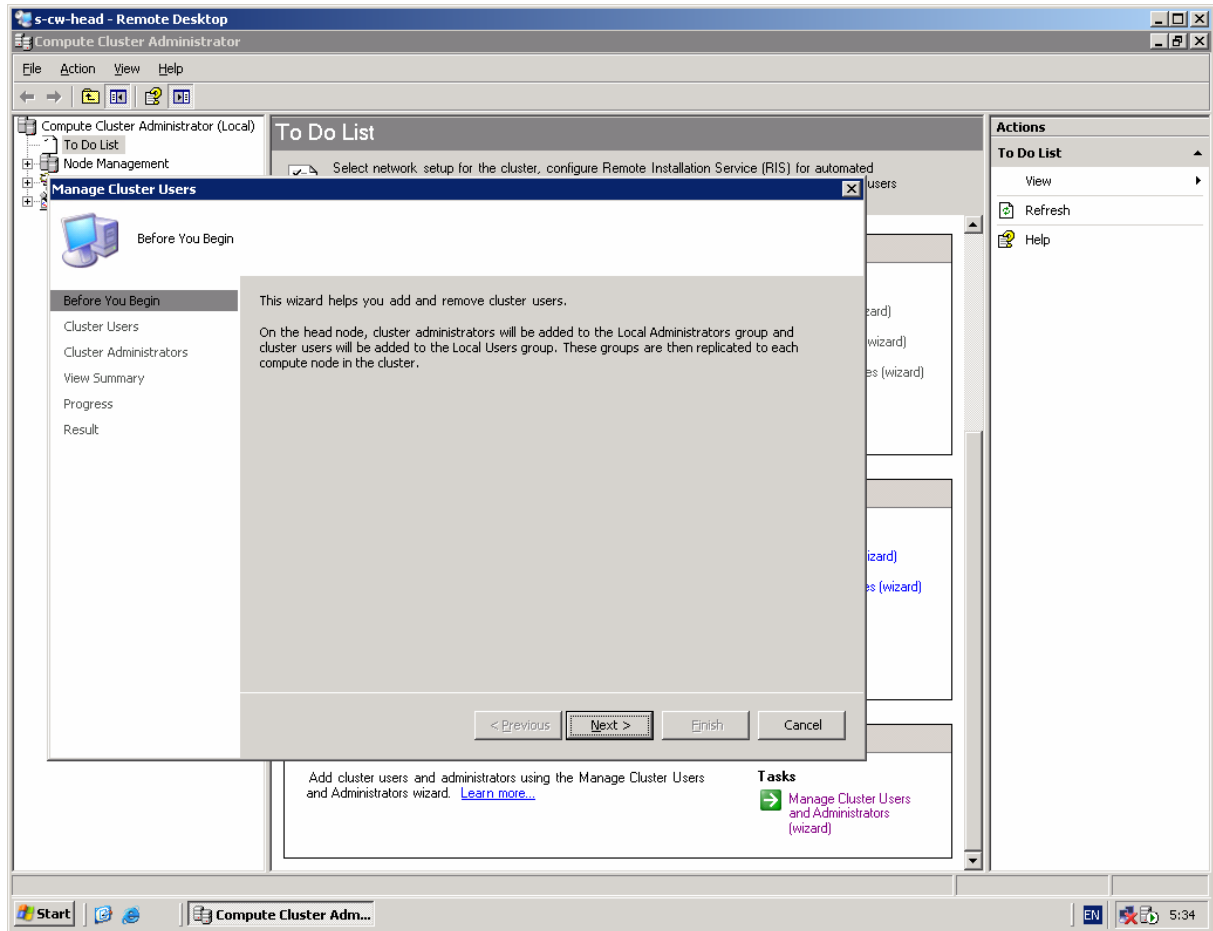 s-cw-head - Remote Desktop
Compute Cluster Administrator
File Action View Help
Compute Cluster Administrator (Local)
To Do List
Node Management
To Do List
Select network setup for the cluster, configure Remote Installation Service (RIS) for automated
users
Manage Cluster Users
Before You Begin
Before You Begin
Cluster Users
Cluster Administrators
View Summary
Progress
Result
This wizard helps you add and remove cluster users.
On the head node, cluster administrators will be added to the Local Administrators group and
cluster users will be added to the Local Users group. These groups are then replicated to each
compute node in the cluster.
< Previous Next > Finish Cancel
zard)
wizard)
es (wizard)
izard)
es (wizard)
Add cluster users and administrators using the Manage Cluster Users
and Administrators wizard. Learn more...
Tasks
Manage Cluster Users
and Administrators
(wizard)
Actions
To Do List
View
Refresh
Help
Start
Compute Cluster Adm...
EN
5:34